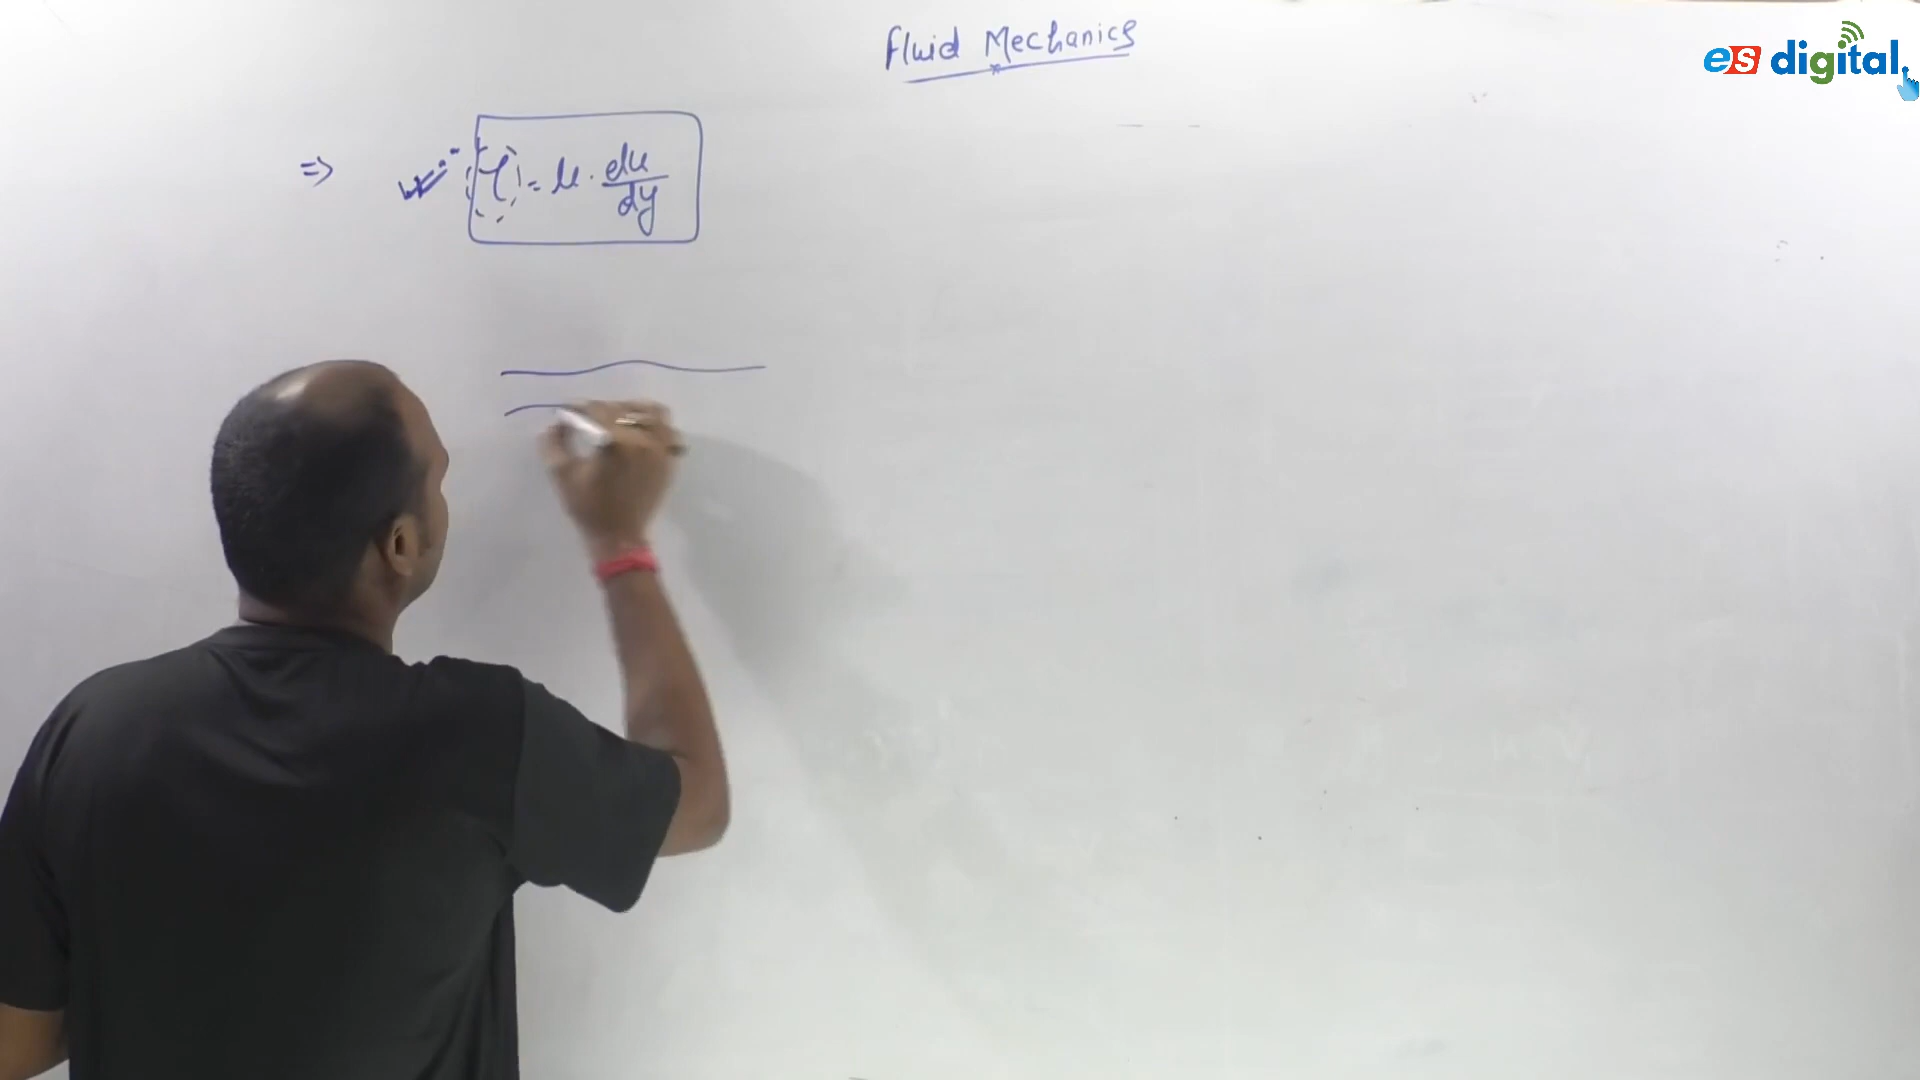 Fluid Mechanics
es digital
=> τ = μ · du/dy